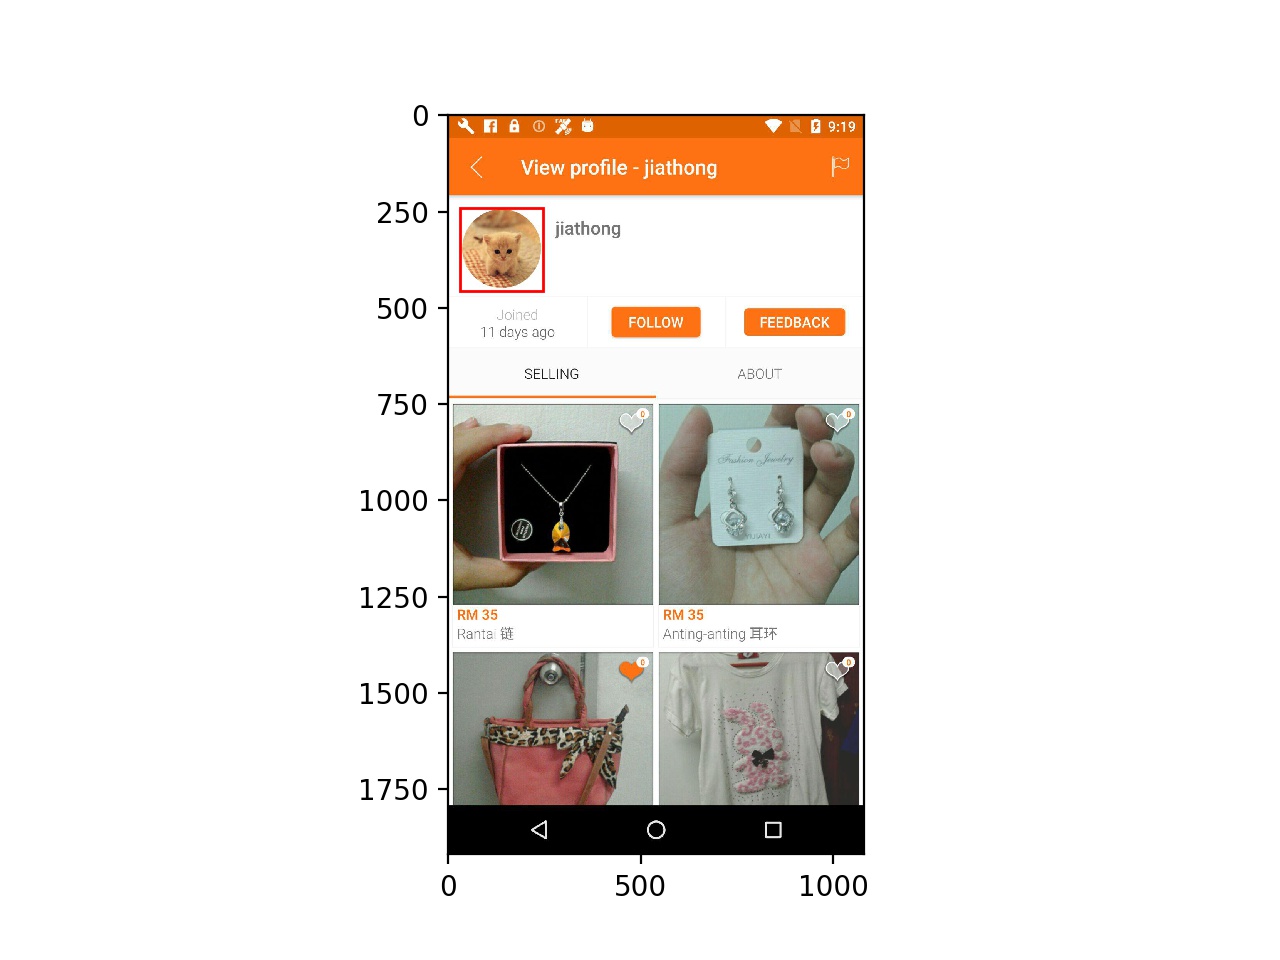 0
250
500
750
1000
1250
1500
1750
9:19
View profile - jiathong
jiathong
Joined
11 days ago
FOLLOW
FEEDBACK
SELLING
ABOUT
0
0
Fashion Jewelry
RM 35
Rantai 链
RM 35
Anting-anting 耳环
0
0
0
500
1000